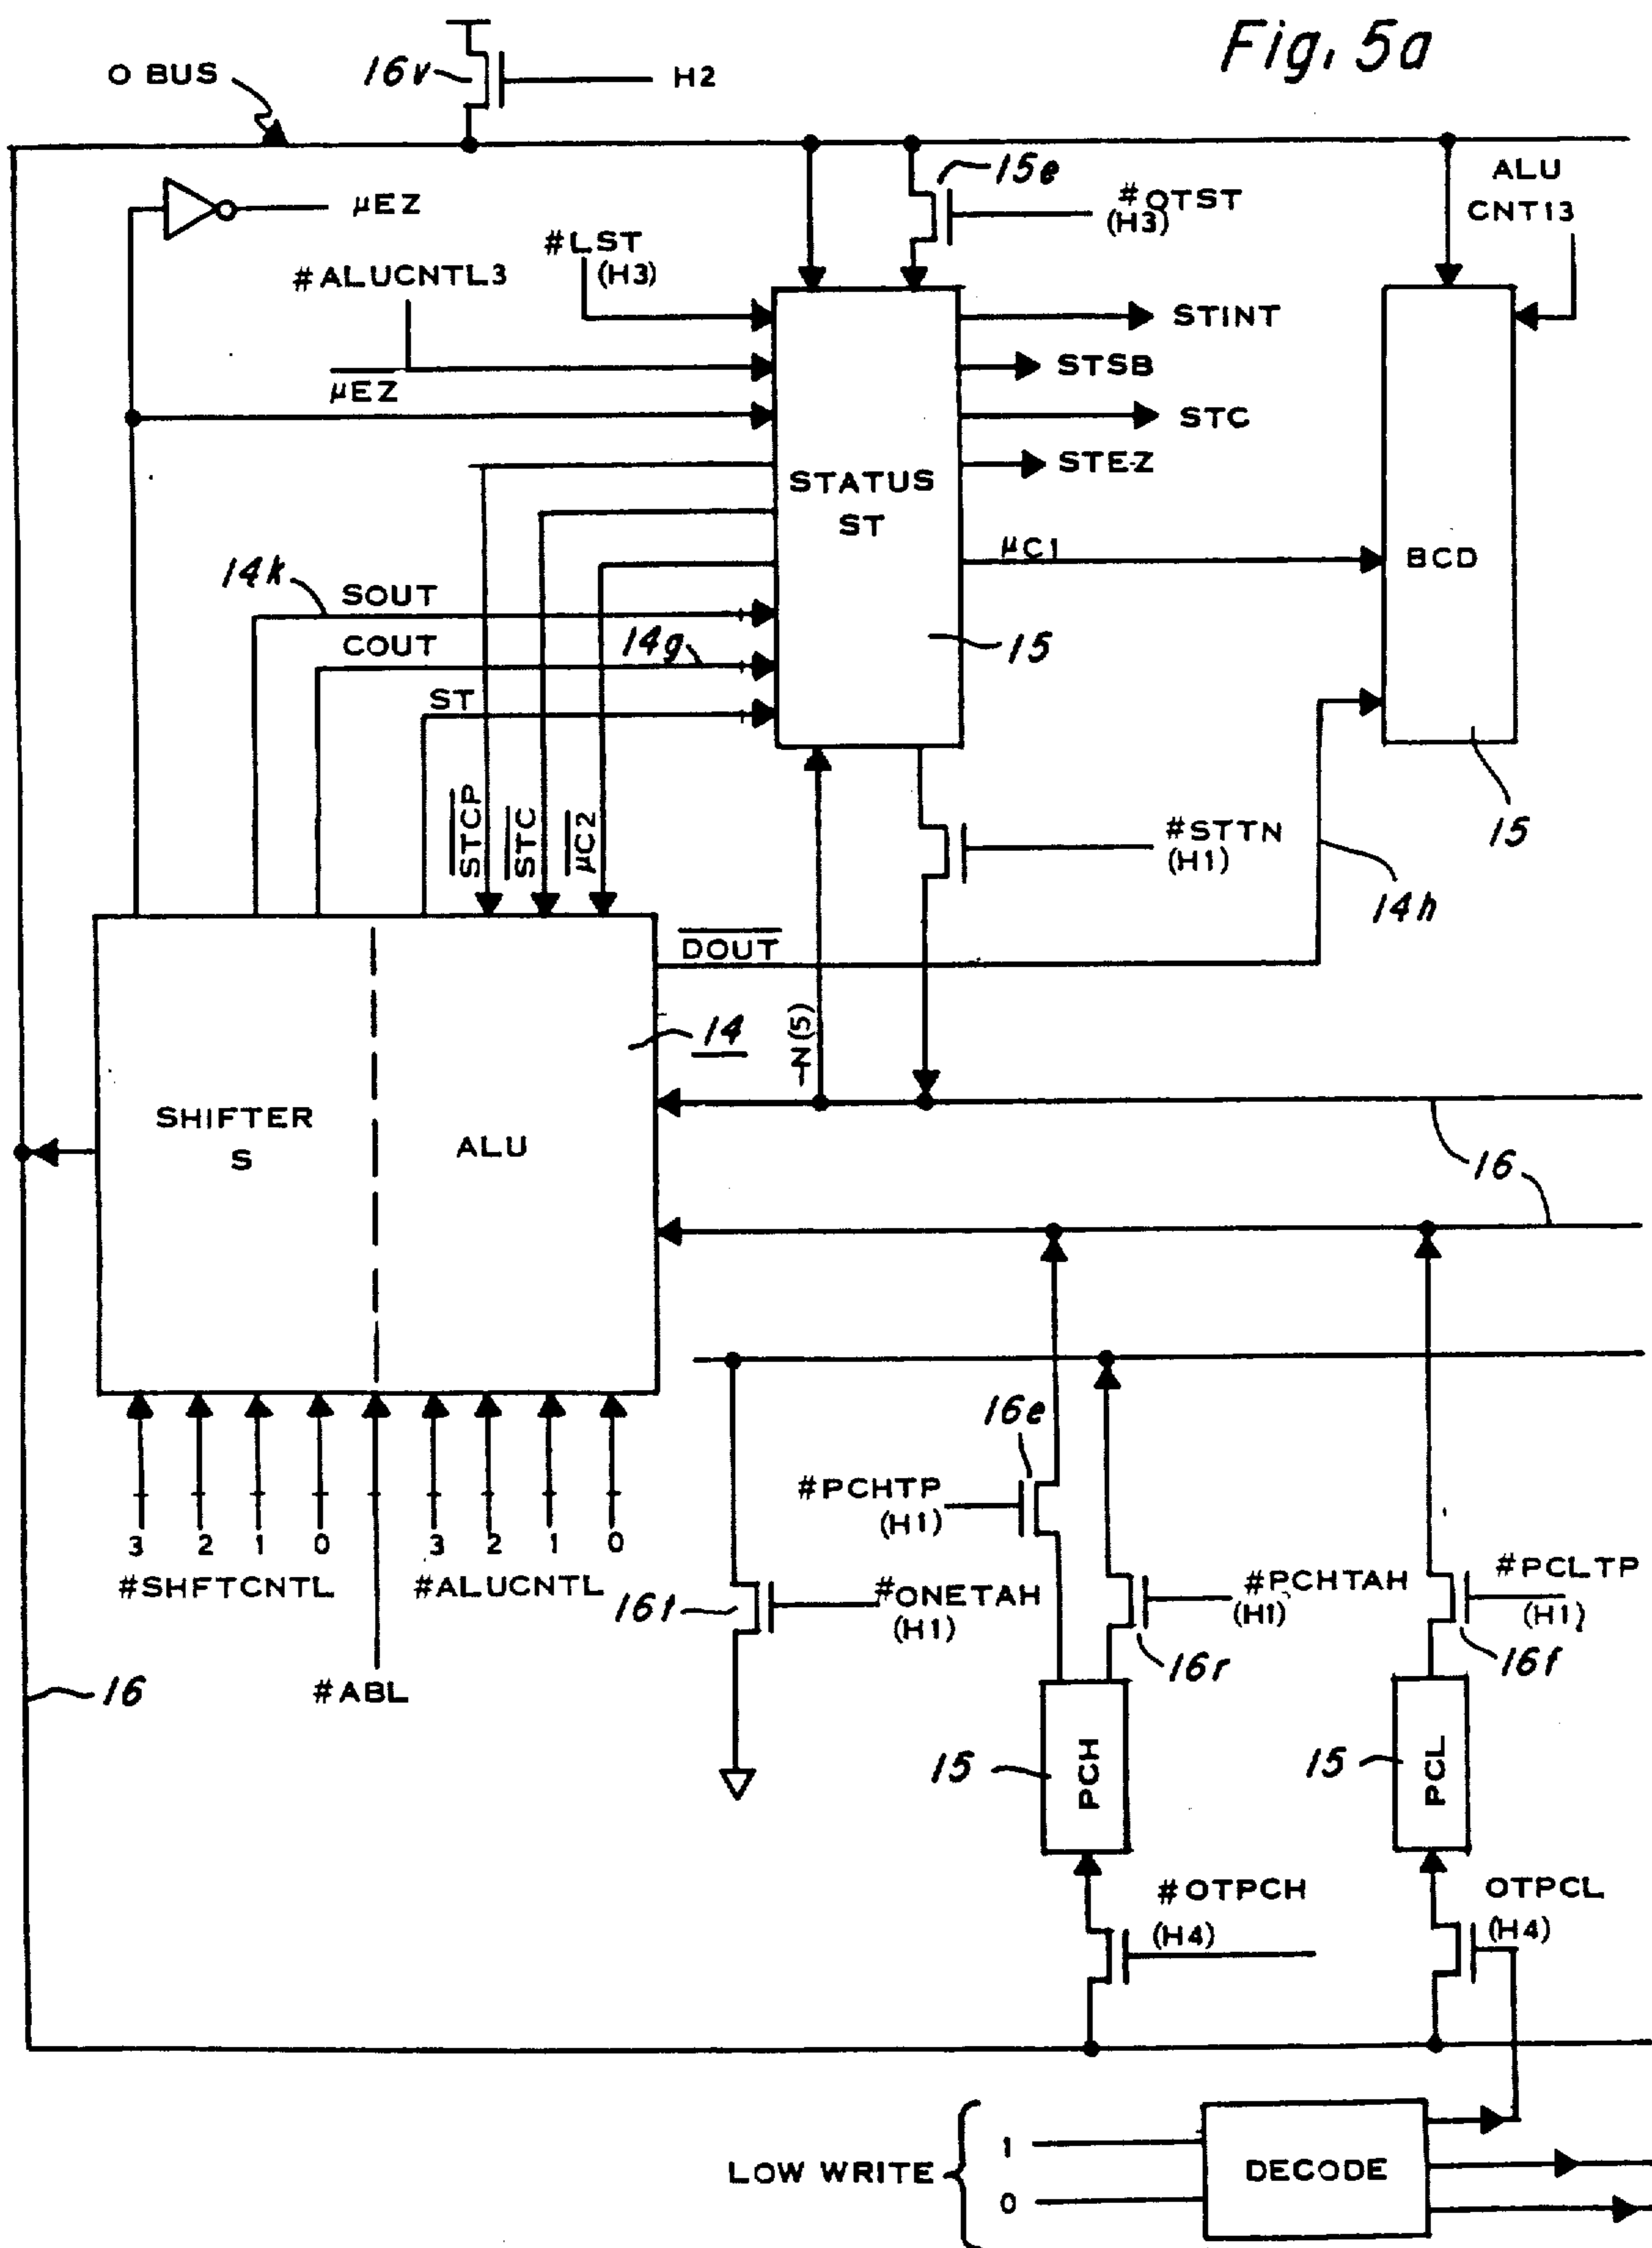 Fig. 5a
O BUS
16v
H2
15e
#OTST
(H3)
ALU
CNT13
μEZ
#LST
(H3)
#ALUCNTL3
μEZ
STINT
STSB
STC
STE-Z
STATUS
ST
μC1
BCD
14k
SOUT
COUT
14g
ST
15
15
STCP
STC
μC2
#STTN
(H1)
14h
DOUT
14
N(5)
SHIFTER
S
ALU
16
16e
#PCHTP
(H1)
3 2 1 0 3 2 1 0
#SHFTCNTL
#ALUCNTL
16t
#ONETAH
(H1)
#PCHTAH
(H1)
#PCLTP
(H1)
16r
16f
16
#ABL
15
PCH
15
PCL
#OTPCH
(H4)
OTPCL
(H4)
LOW WRITE
1
0
DECODE